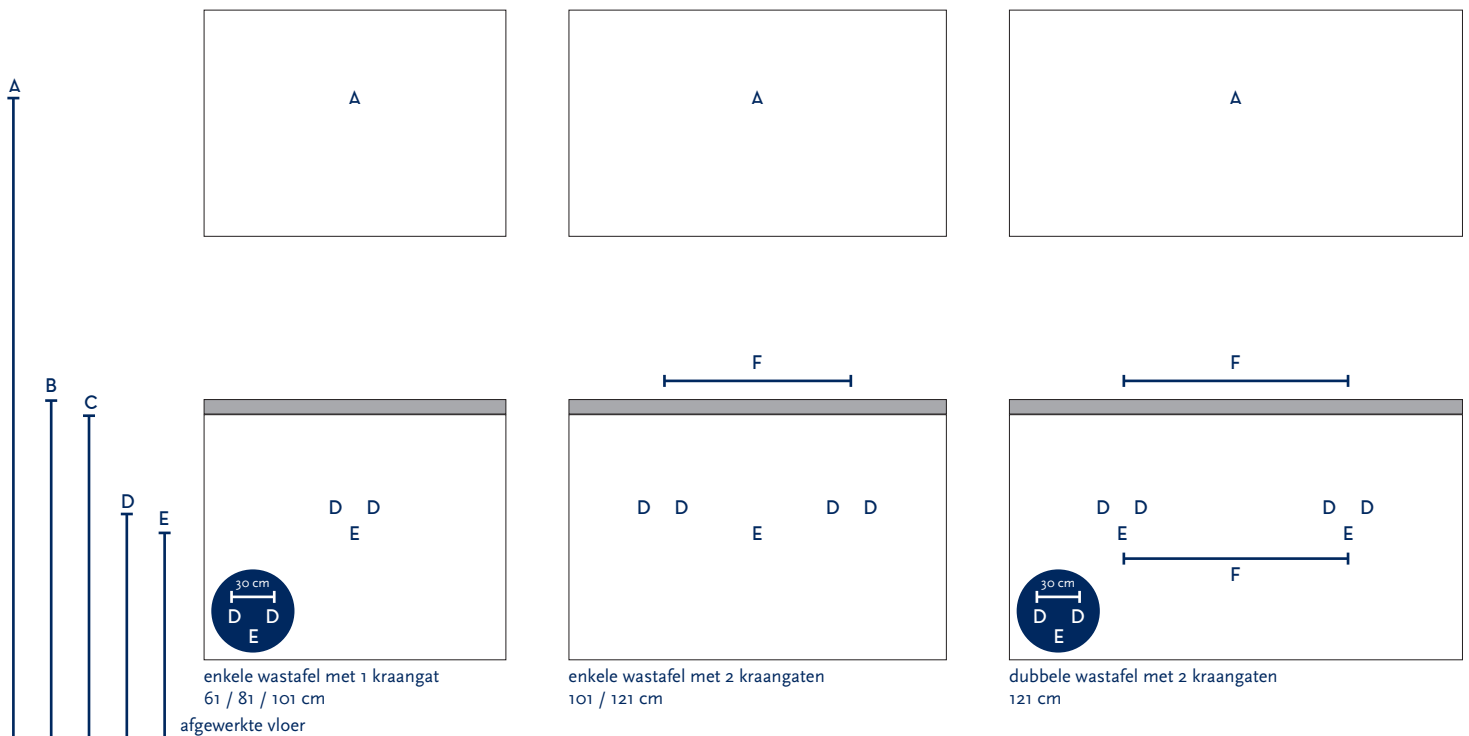 A
A
A
A
F
F
B
C
D
E
D D
E
D D
D D
E
D D
D D
E
E
F
30 cm
D D
E
30 cm
D D
E
enkele wastafel met 1 kraangat
61 / 81 / 101 cm
enkele wastafel met 2 kraangaten
101 / 121 cm
dubbele wastafel met 2 kraangaten
121 cm
afgewerkte vloer